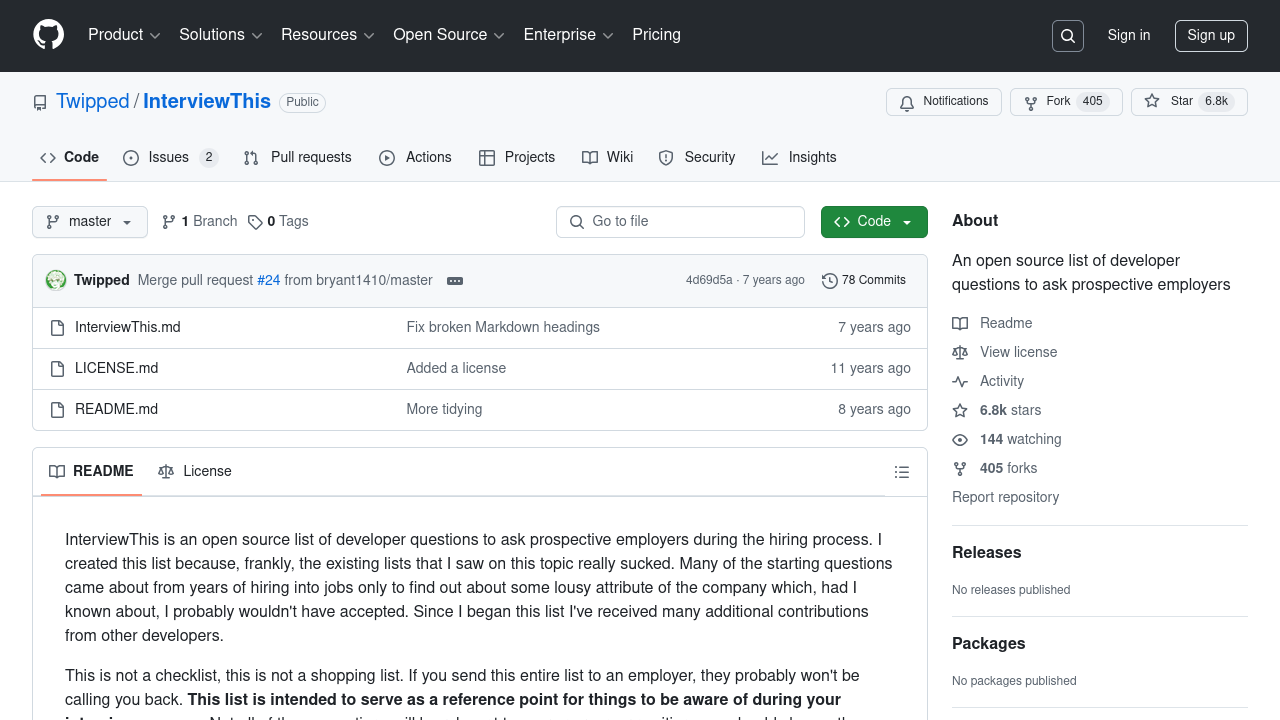 Product
Solutions
Resources
Open Source
Enterprise
Pricing
Sign in
Sign up
Twipped / InterviewThis Public
Notifications
Fork 405
Star 6.8k
Code
Issues 2
Pull requests
Actions
Projects
Wiki
Security
Insights
master
1 Branch
0 Tags
Go to file
Code
Twipped Merge pull request #24 from bryant1410/master
4d69d5a · 7 years ago
78 Commits
InterviewThis.md Fix broken Markdown headings 7 years ago
LICENSE.md Added a license 11 years ago
README.md More tidying 8 years ago
README
License
InterviewThis is an open source list of developer questions to ask prospective employers during the hiring process. I
created this list because, frankly, the existing lists that I saw on this topic really sucked. Many of the starting questions
came about from years of hiring into jobs only to find out about some lousy attribute of the company which, had I
known about, I probably wouldn't have accepted. Since I began this list I've received many additional contributions
from other developers.
This is not a checklist, this is not a shopping list. If you send this entire list to an employer, they probably won't be
calling you back. This list is intended to serve as a reference point for things to be aware of during your
About
An open source list of developer
questions to ask prospective employers
Readme
View license
Activity
6.8k stars
144 watching
405 forks
Report repository
Releases
No releases published
Packages
No packages published